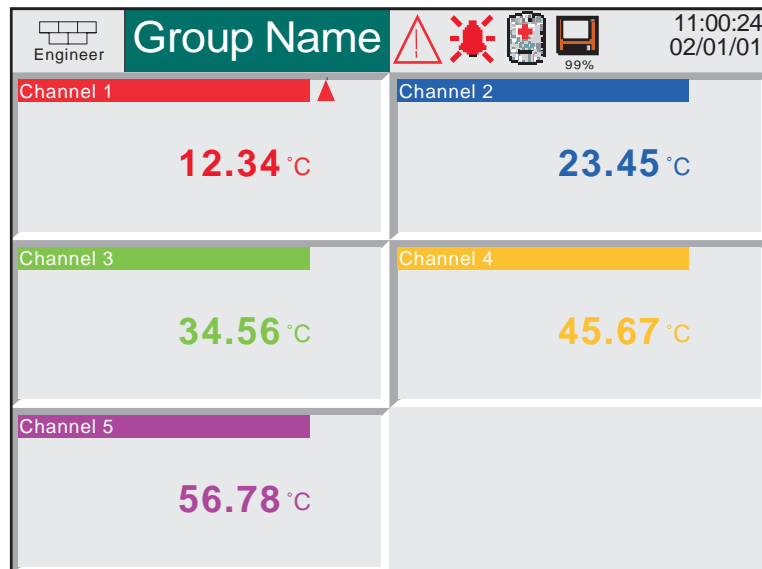 Engineer
Group Name
99%
11:00:24
02/01/01
Channel 1
12.34 °C
Channel 2
23.45 °C
Channel 3
34.56 °C
Channel 4
45.67 °C
Channel 5
56.78 °C